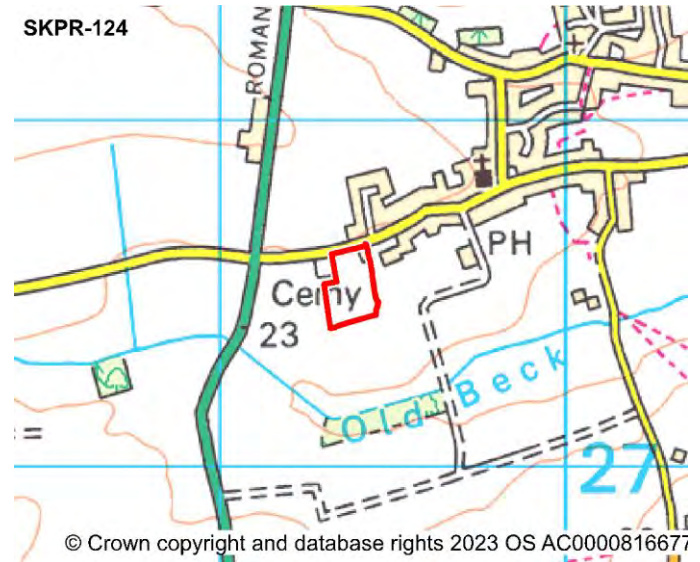 SKPR-124
ROMAN
PH
Cemy
23
Old Beck
27
© Crown copyright and database rights 2023 OS AC0000816677